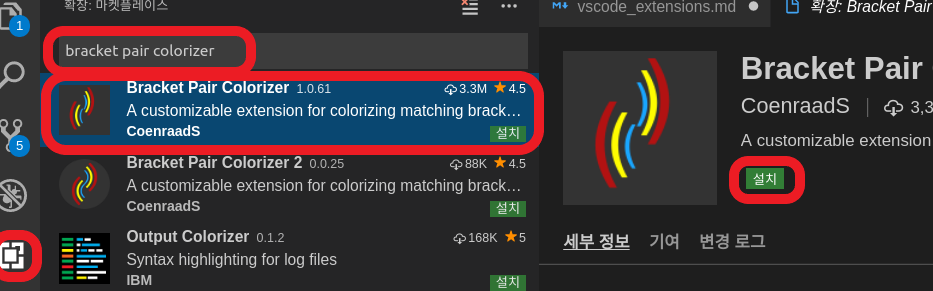 확장: 마켓플레이스
1
bracket pair colorizer
Bracket Pair Colorizer 1.0.61 3.3M 4.5
A customizable extension for colorizing matching brack…
CoenraadS 설치
5
Bracket Pair Colorizer 2 0.0.25 88K 4.5
A customizable extension for colorizing matching brack…
CoenraadS 설치
Output Colorizer 0.1.2 168K 5
Syntax highlighting for log files
IBM 설치
vscode_extensions.md
확장: Bracket Pair
Bracket Pair
CoenraadS 3,3
A customizable extension
설치
세부 정보 기여 변경 로그